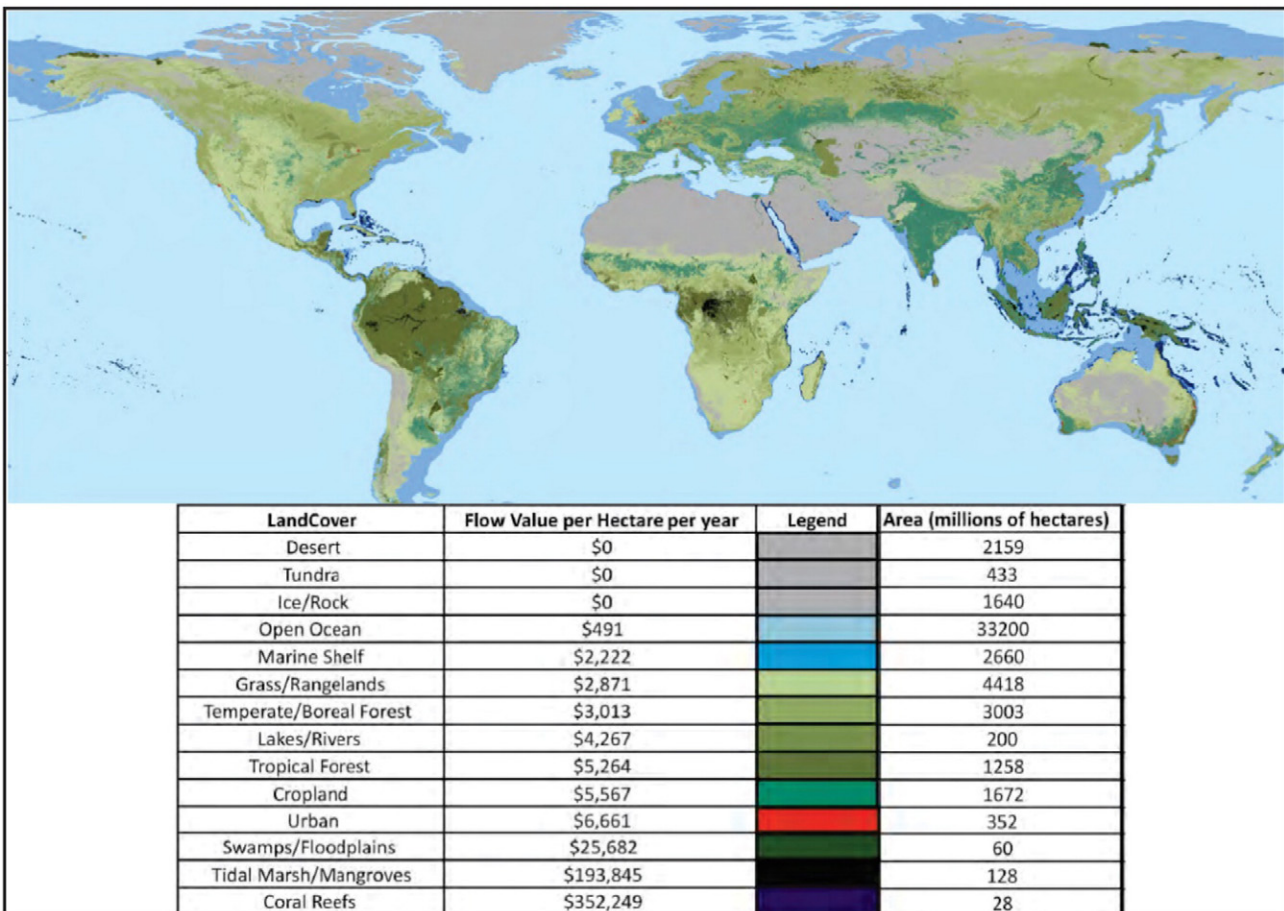 LandCover Flow Value per Hectare per year Legend Area (millions of hectares)
Desert $0 2159
Tundra $0 433
Ice/Rock $0 1640
Open Ocean $491 33200
Marine Shelf $2,222 2660
Grass/Rangelands $2,871 4418
Temperate/Boreal Forest $3,013 3003
Lakes/Rivers $4,267 200
Tropical Forest $5,264 1258
Cropland $5,567 1672
Urban $6,661 352
Swamps/Floodplains $25,682 60
Tidal Marsh/Mangroves $193,845 128
Coral Reefs $352,249 28